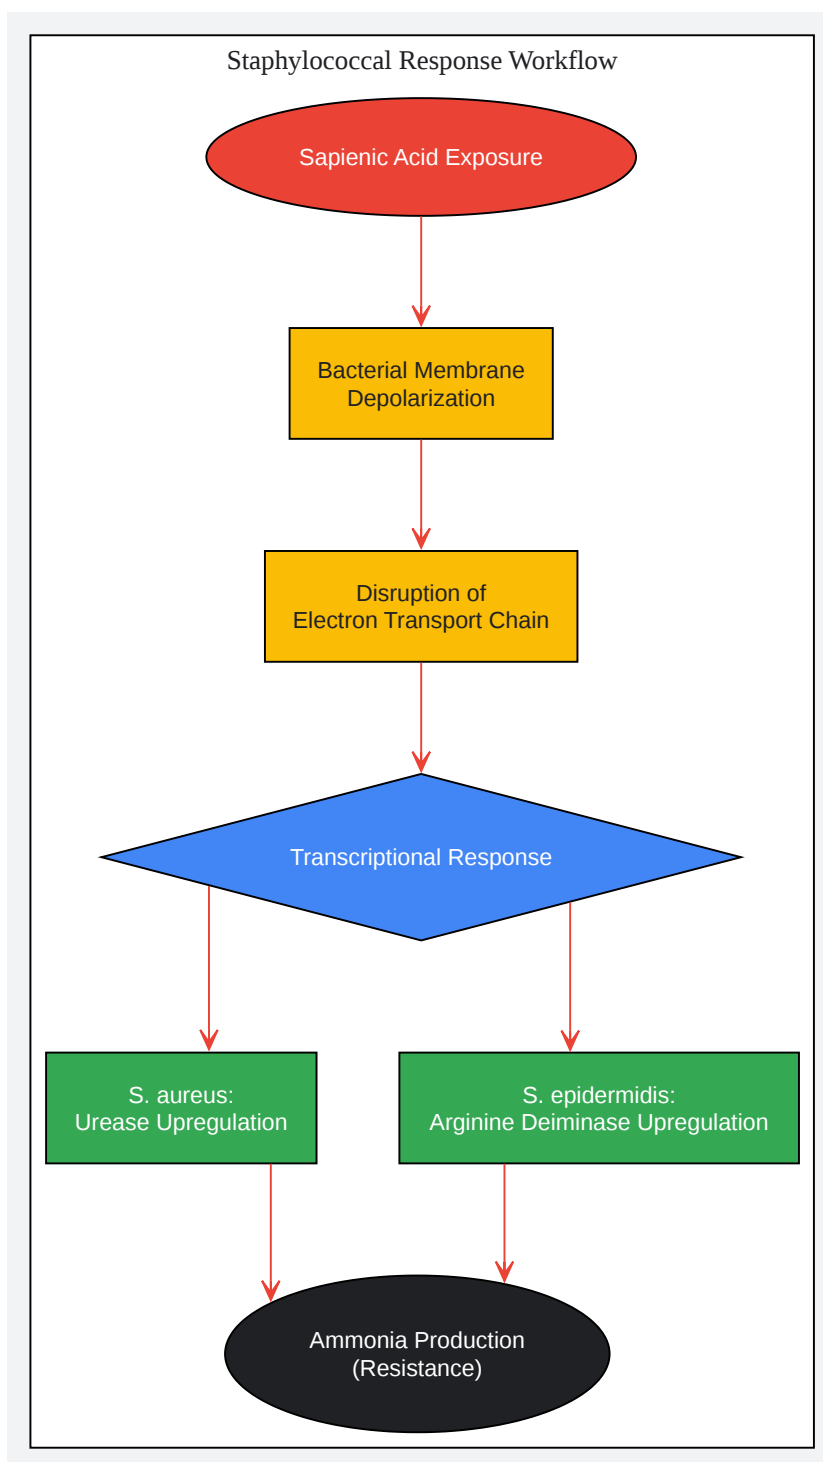 Staphylococcal Response Workflow
Sapienic Acid Exposure
Bacterial Membrane
Depolarization
Disruption of
Electron Transport Chain
Transcriptional Response
S. aureus:
Urease Upregulation
S. epidermidis:
Arginine Deiminase Upregulation
Ammonia Production
(Resistance)